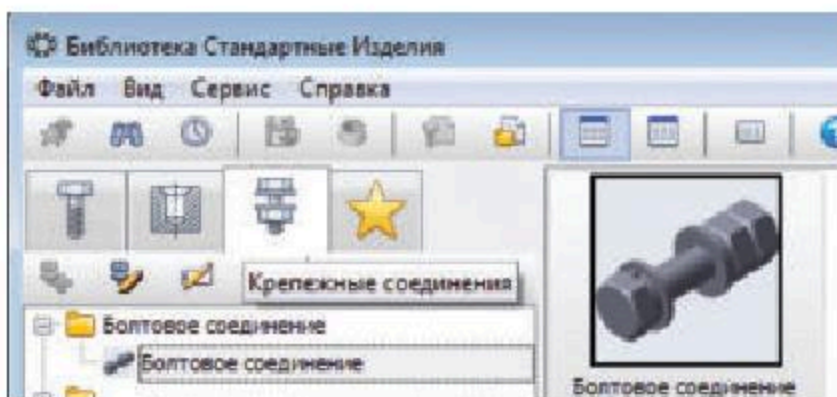 Библиотека Стандартные Изделия
Файл Вид Сервис Справка
Крепежные соединения
Болтовое соединение
Болтовое соединение
Болтовое соединение